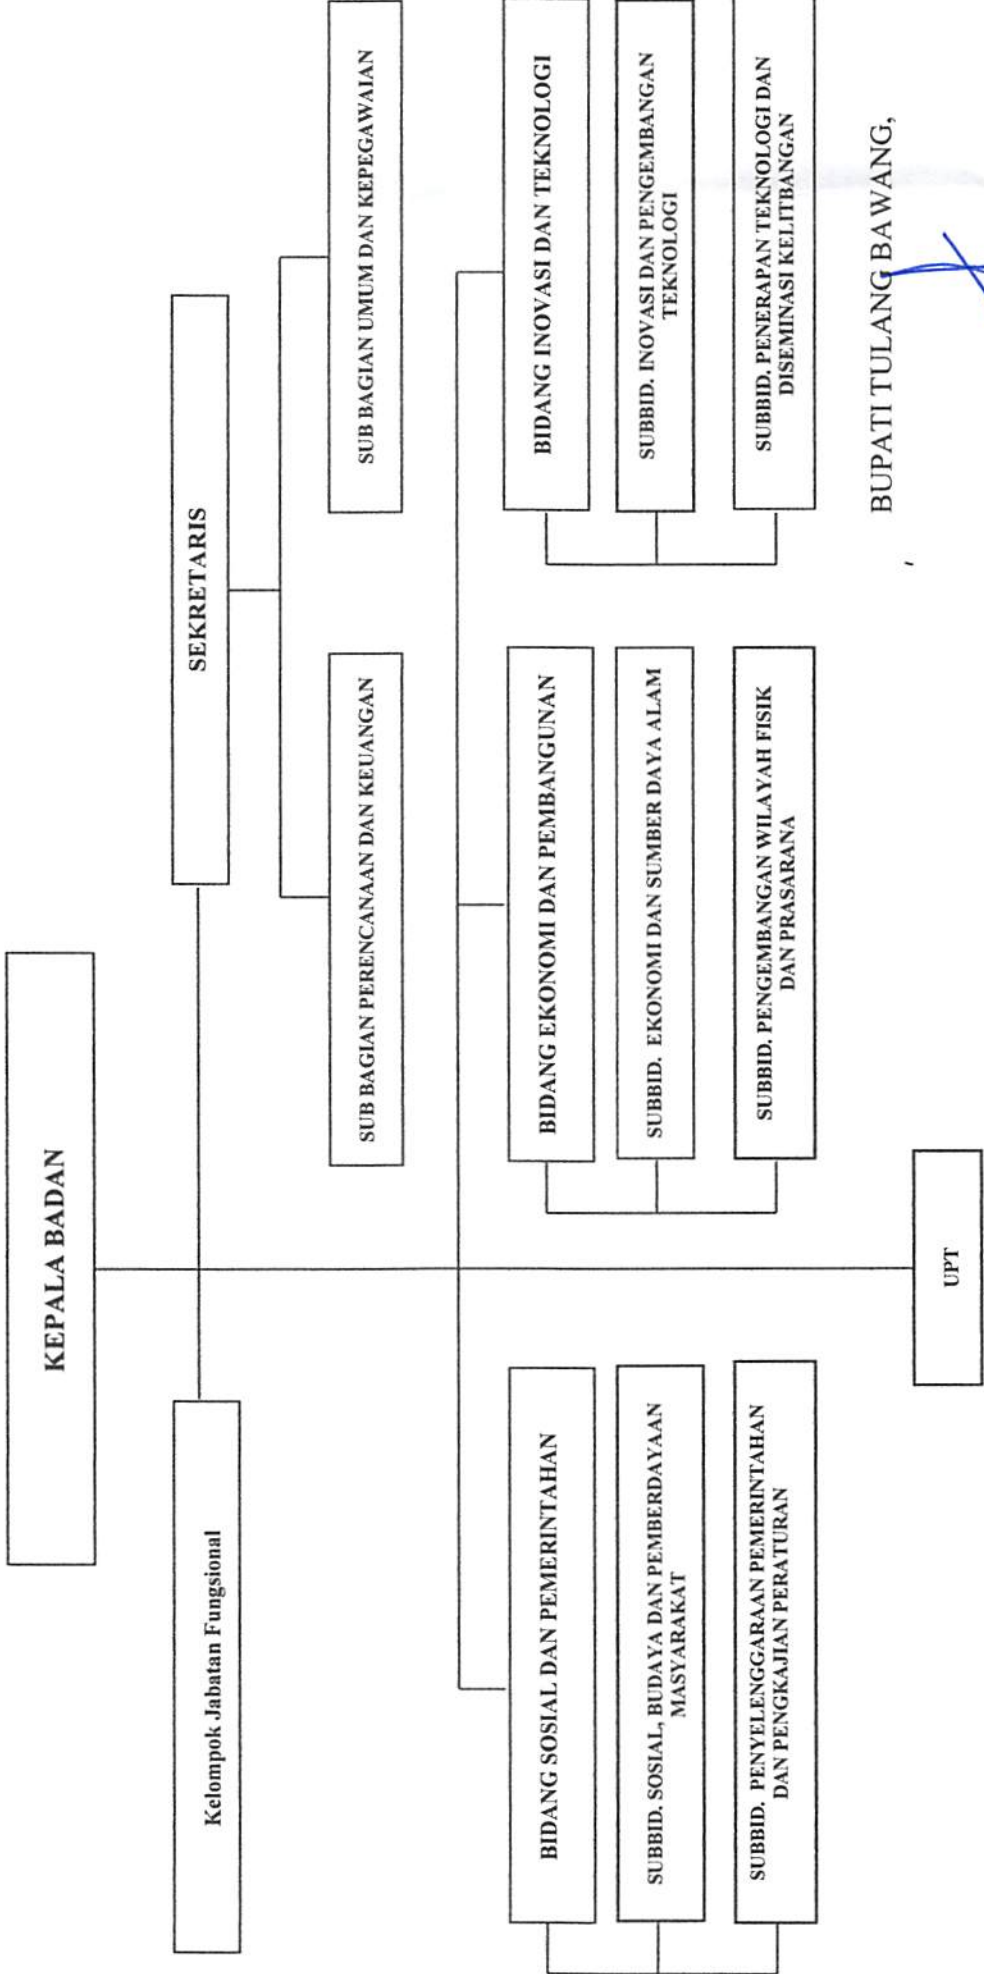 KEPALA BADAN
Kelompok Jabatan Fungsional
SEKRETARIS
SUB BAGIAN PERENCANAAN DAN KEUANGAN
SUB BAGIAN UMUM DAN KEPEGAWAIAN
BIDANG SOSIAL DAN PEMERINTAHAN
SUBBID. SOSIAL, BUDAYA DAN PEMBERDAYAAN
MASYARAKAT
SUBBID. PENYELENGGARAAN PEMERINTAHAN
DAN PENGKAJIAN PERATURAN
BIDANG EKONOMI DAN PEMBANGUNAN
SUBBID. EKONOMI DAN SUMBER DAYA ALAM
SUBBID. PENGEMBANGAN WILAYAH FISIK
DAN PRASARANA
BIDANG INOVASI DAN TEKNOLOGI
SUBBID. INOVASI DAN PENGEMBANGAN
TEKNOLOGI
SUBBID. PENERAPAN TEKNOLOGI DAN
DISEMINASI KELITBANGAN
UPT
BUPATI TULANG BAWANG,